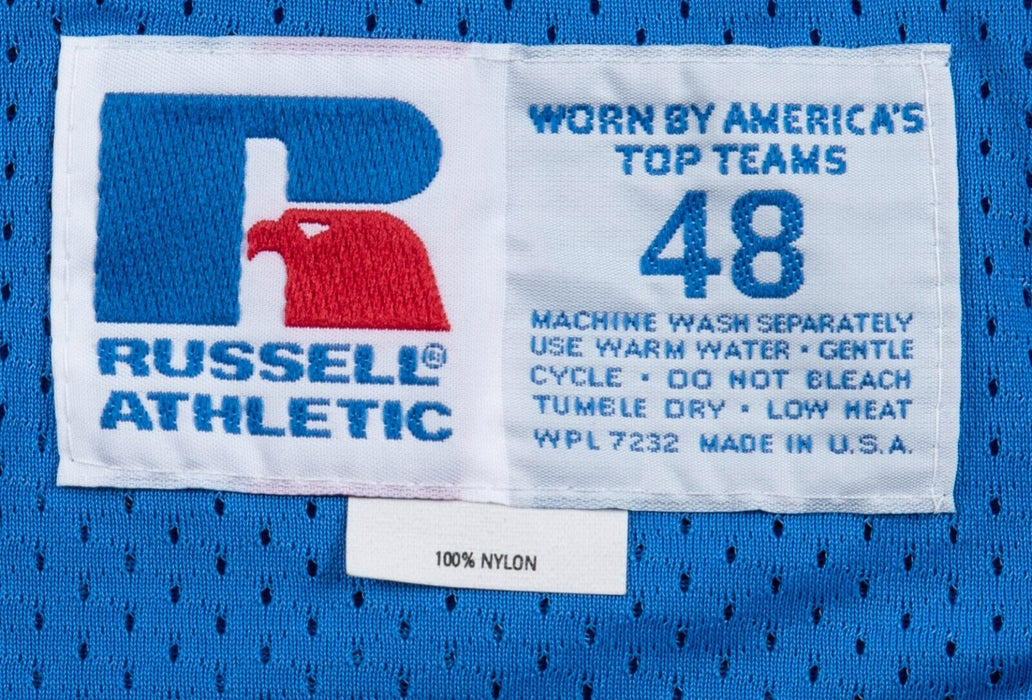 RUSSELL®
ATHLETIC
WORN BY AMERICA'S
TOP TEAMS
48
MACHINE WASH SEPARATELY
USE WARM WATER • GENTLE
CYCLE • DO NOT BLEACH
TUMBLE DRY • LOW HEAT
WPL 7232 MADE IN U.S.A.
100% NYLON